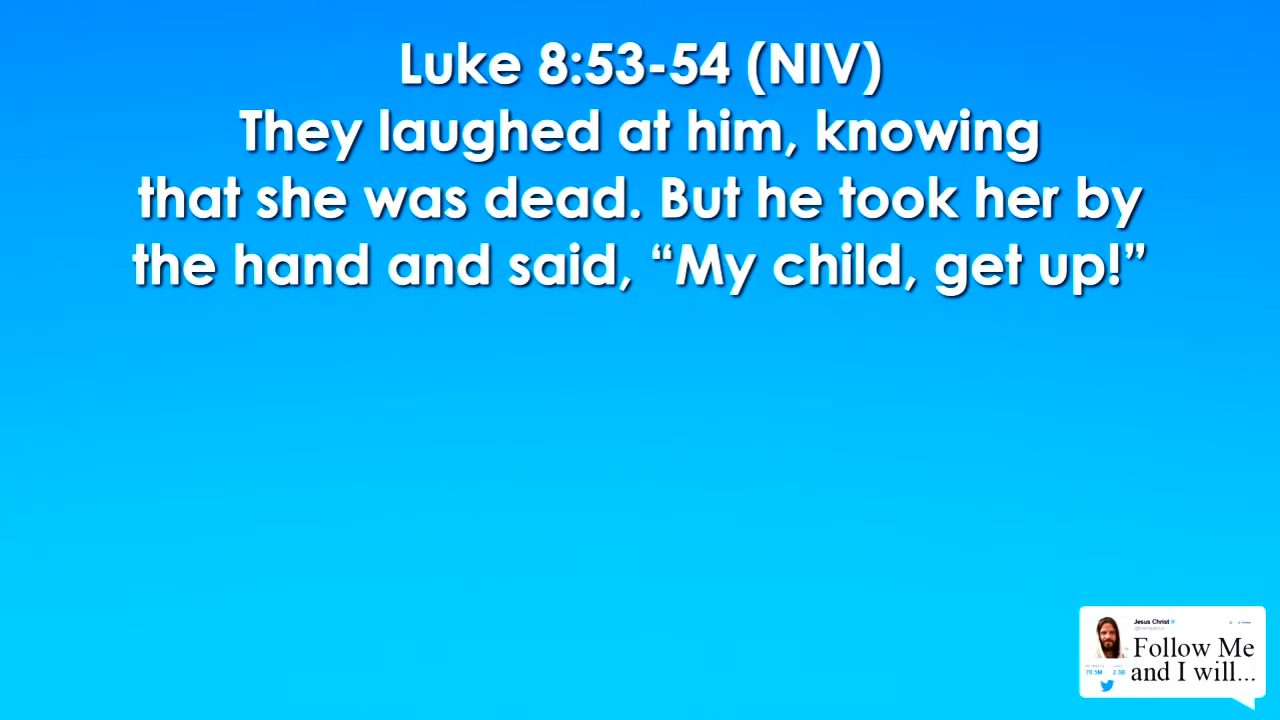 Luke 8:53-54 (NIV)
They laughed at him, knowing
that she was dead. But he took her by
the hand and said, “My child, get up!”
Jesus Christ
Follow Me
and I will...